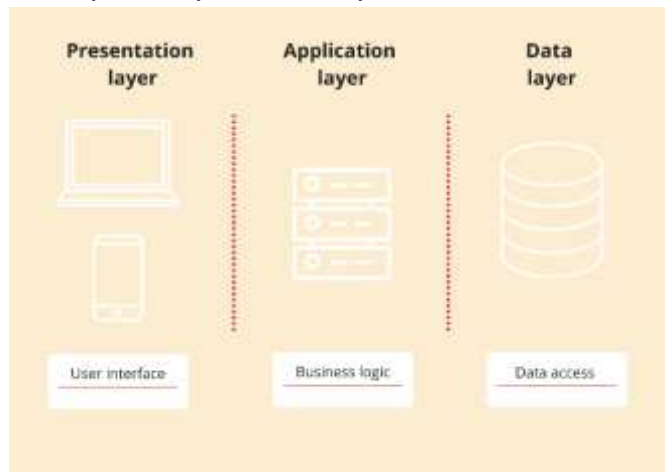 Presentation
layer
Application
layer
Data
layer
User interface
Business logic
Data access